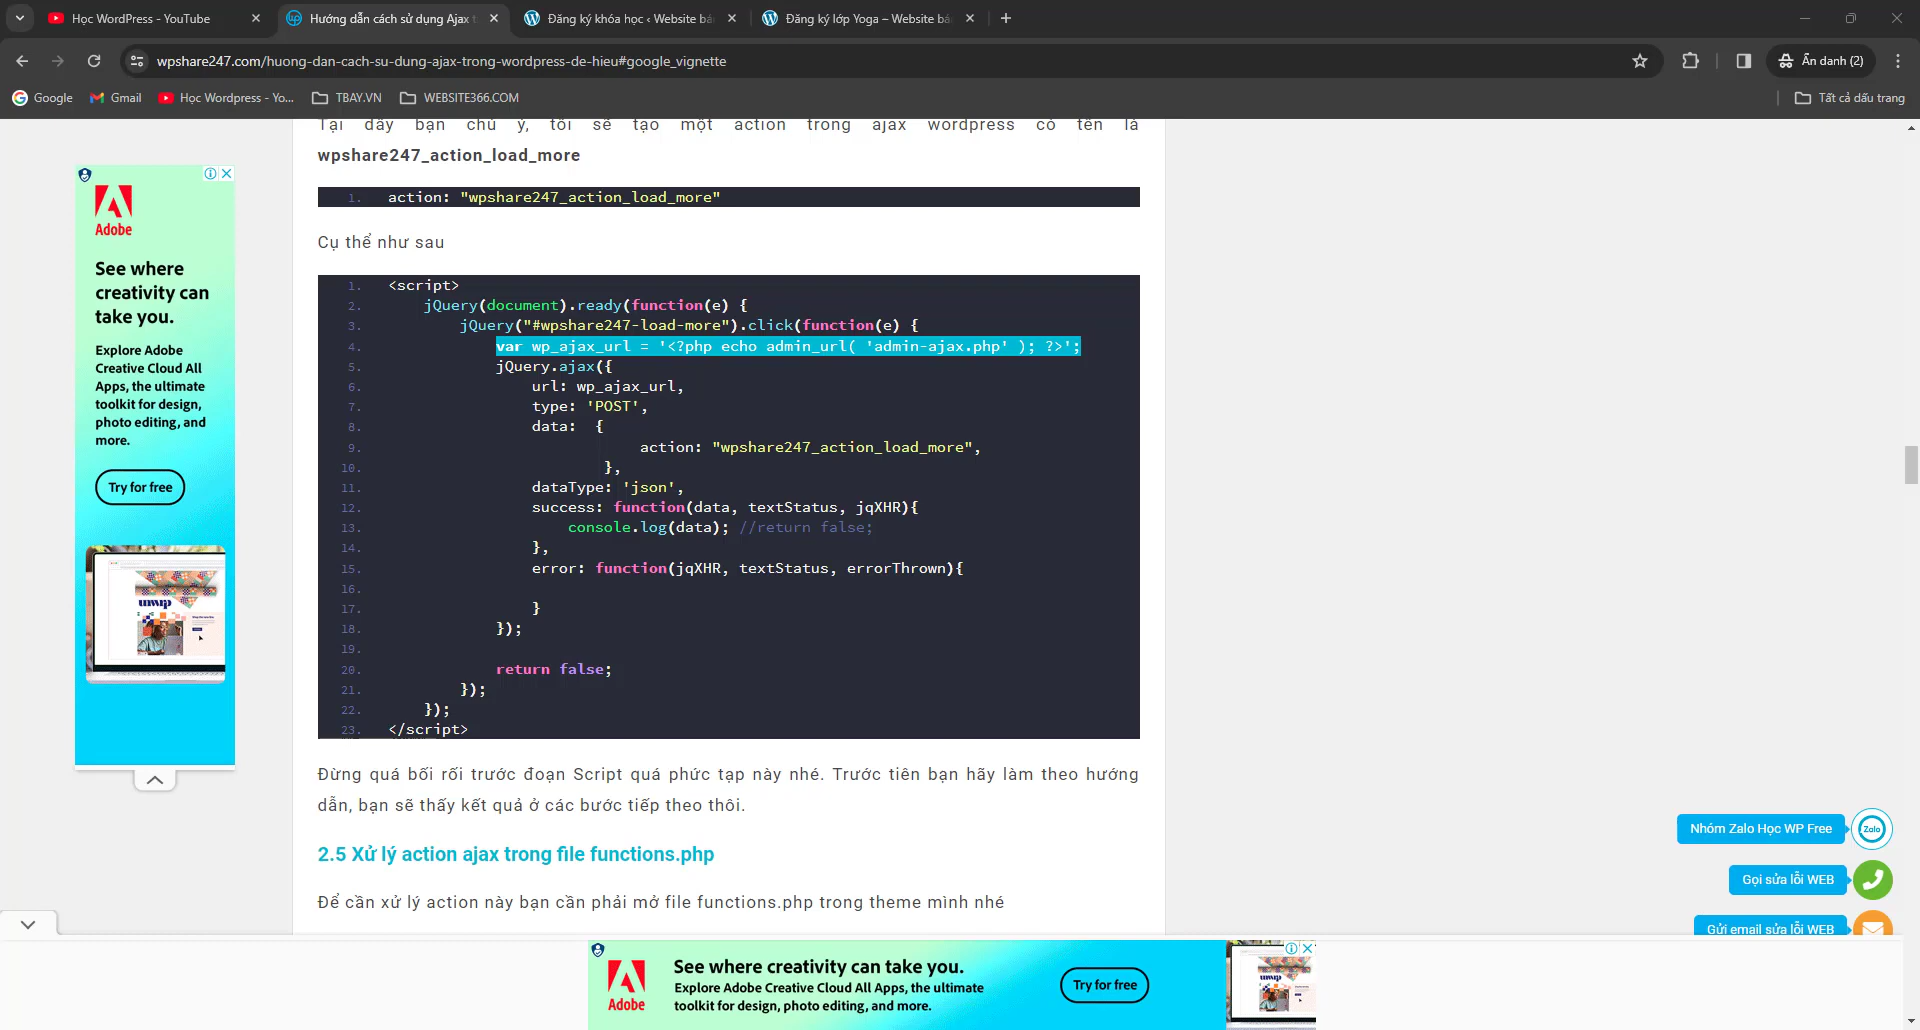 Học WordPress - YouTube
Hướng dẫn cách sử dụng Ajax t
Đăng ký khóa học ‹ Website bá
Đăng ký lớp Yoga – Website bá
wpshare247.com/huong-dan-cach-su-dung-ajax-trong-wordpress-de-hieu#google_vignette
Ẩn danh (2)
Google
Gmail
Học Wordpress - Yo...
TBAY.VN
WEBSITE366.COM
Tất cả dấu trang
Tại đây bạn chú ý, tôi sẽ tạo một action trong ajax wordpress có tên là
wpshare247_action_load_more
1. action: "wpshare247_action_load_more"
Cụ thể như sau
1. <script>
2. jQuery(document).ready(function(e) {
3. jQuery("#wpshare247-load-more").click(function(e) {
4. var wp_ajax_url = '<?php echo admin_url( 'admin-ajax.php' ); ?>';
5. jQuery.ajax({
6. url: wp_ajax_url,
7. type: 'POST',
8. data: {
9. action: "wpshare247_action_load_more",
10. },
11. dataType: 'json',
12. success: function(data, textStatus, jqXHR){
13. console.log(data); //return false;
14. },
15. error: function(jqXHR, textStatus, errorThrown){
16.
17. }
18. });
19.
20. return false;
21. });
22. });
23. </script>
Đừng quá bối rối trước đoạn Script quá phức tạp này nhé. Trước tiên bạn hãy làm theo hướng
dẫn, bạn sẽ thấy kết quả ở các bước tiếp theo thôi.
2.5 Xử lý action ajax trong file functions.php
Để cần xử lý action này bạn cần phải mở file functions.php trong theme mình nhé
Adobe
See where
creativity can
take you.
Explore Adobe
Creative Cloud All
Apps, the ultimate
toolkit for design,
photo editing, and
more.
Try for free
Nhóm Zalo Học WP Free
Zalo
Gọi sửa lỗi WEB
Gửi email sửa lỗi WEB
Adobe
See where creativity can take you.
Explore Adobe Creative Cloud All Apps, the ultimate
toolkit for design, photo editing, and more.
Try for free